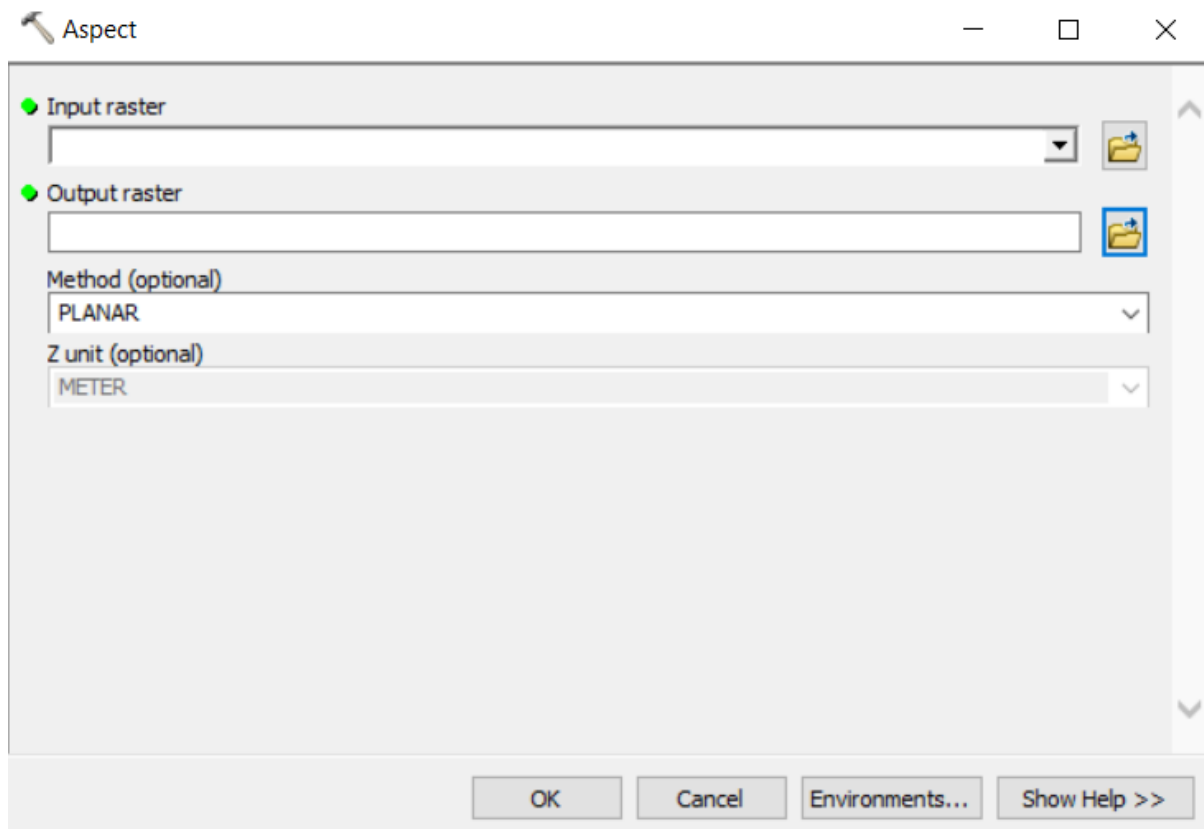 Aspect
Input raster
Output raster
Method (optional)
PLANAR
Z unit (optional)
METER
OK Cancel Environments... Show Help >>